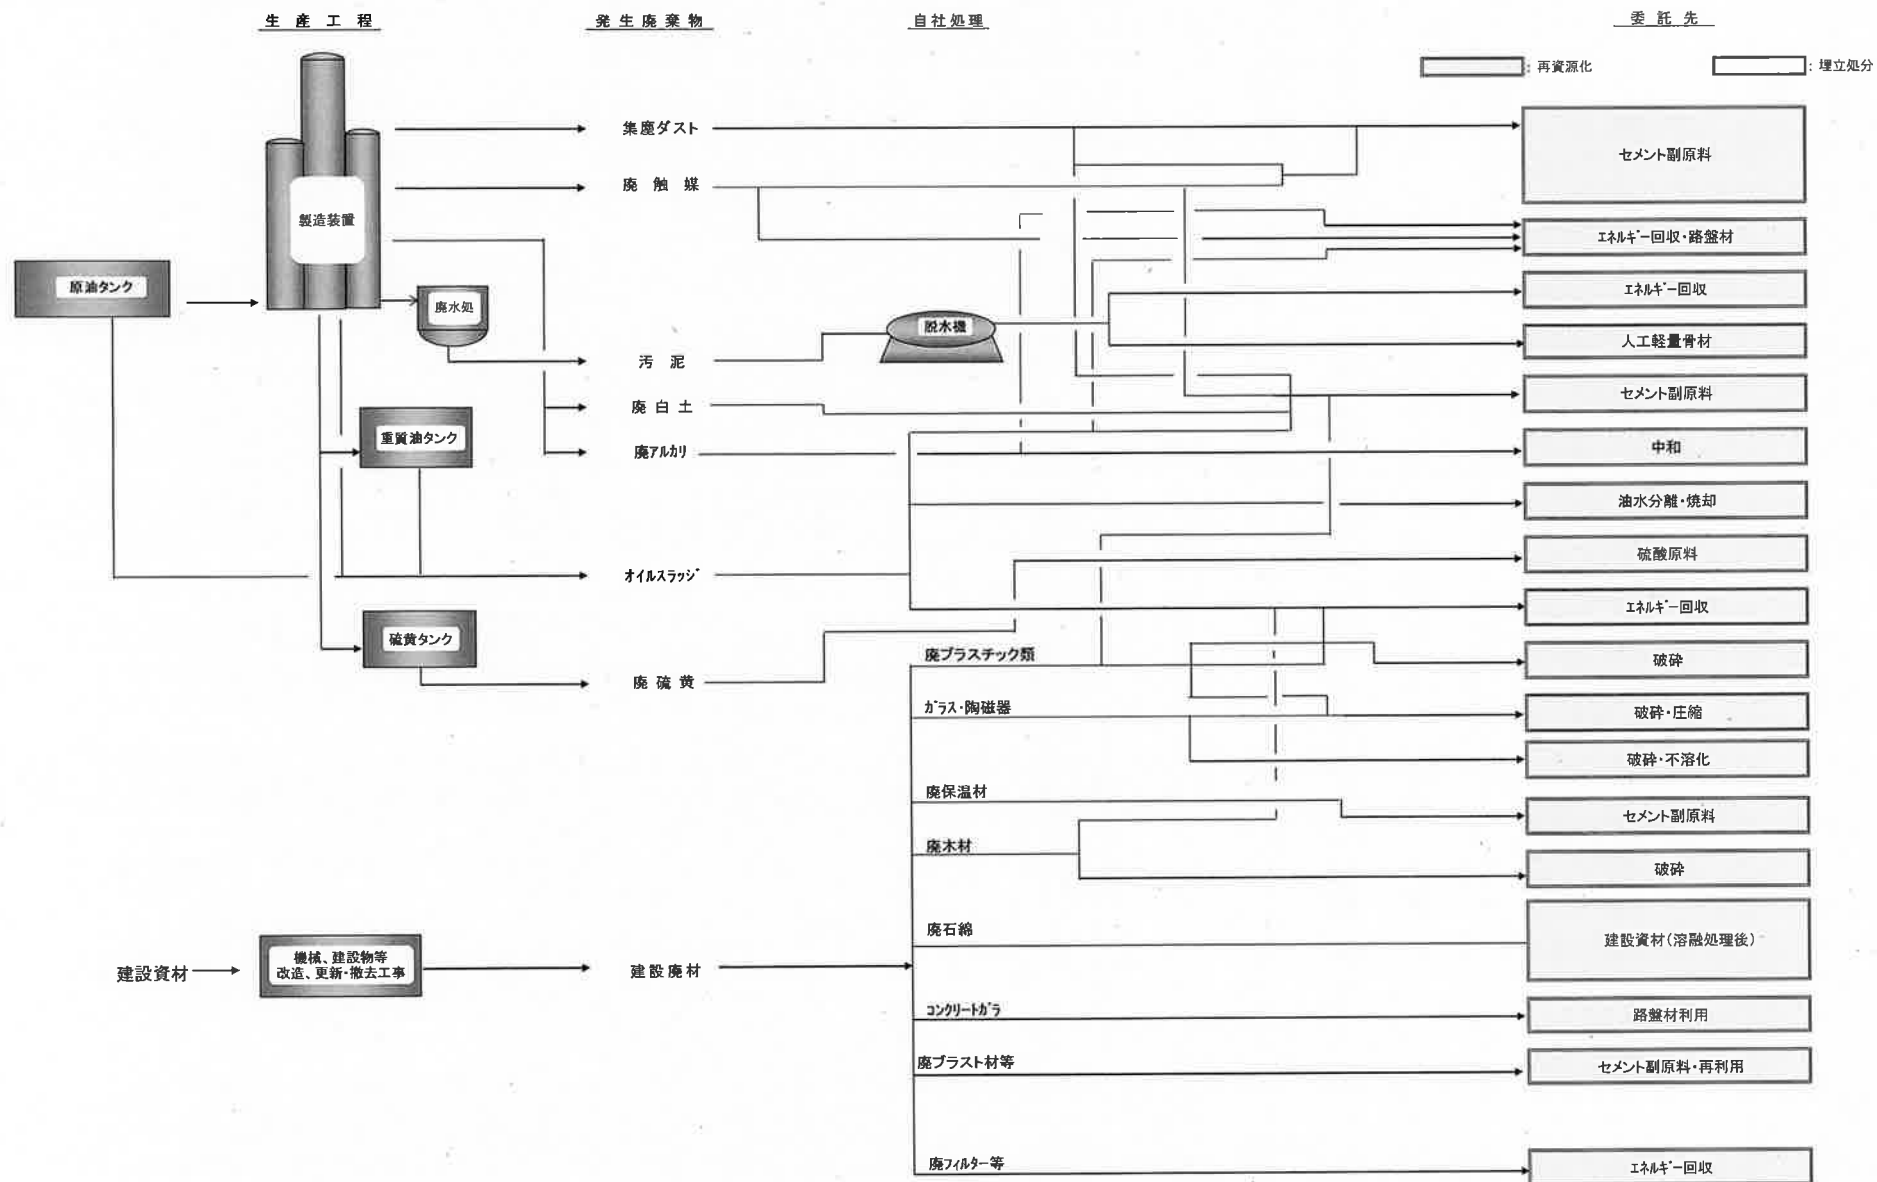 生産工程
発生廃棄物
自社処理
委託先
：再資源化
：埋立処分
集塵ダスト
セメント副原料
廃触媒
製造装置
エネルギー回収・路盤材
原油タンク
エネルギー回収
廃水処
脱水機
人工軽量骨材
汚泥
セメント副原料
廃白土
重質油タンク
中和
廃アルカリ
油水分離・焼却
硫酸原料
オイルスラッジ
エネルギー回収
硫黄タンク
廃プラスチック類
破砕
廃硫黄
ガラス・陶磁器
破砕・圧縮
破砕・不溶化
廃保温材
セメント副原料
廃木材
破砕
廃石綿
建設資材（溶融処理後）
機械、建設物等
改造、更新・撤去工事
建設資材
建設廃材
コンクリートガラ
路盤材利用
廃ブラスト材等
セメント副原料・再利用
廃フィルター等
エネルギー回収